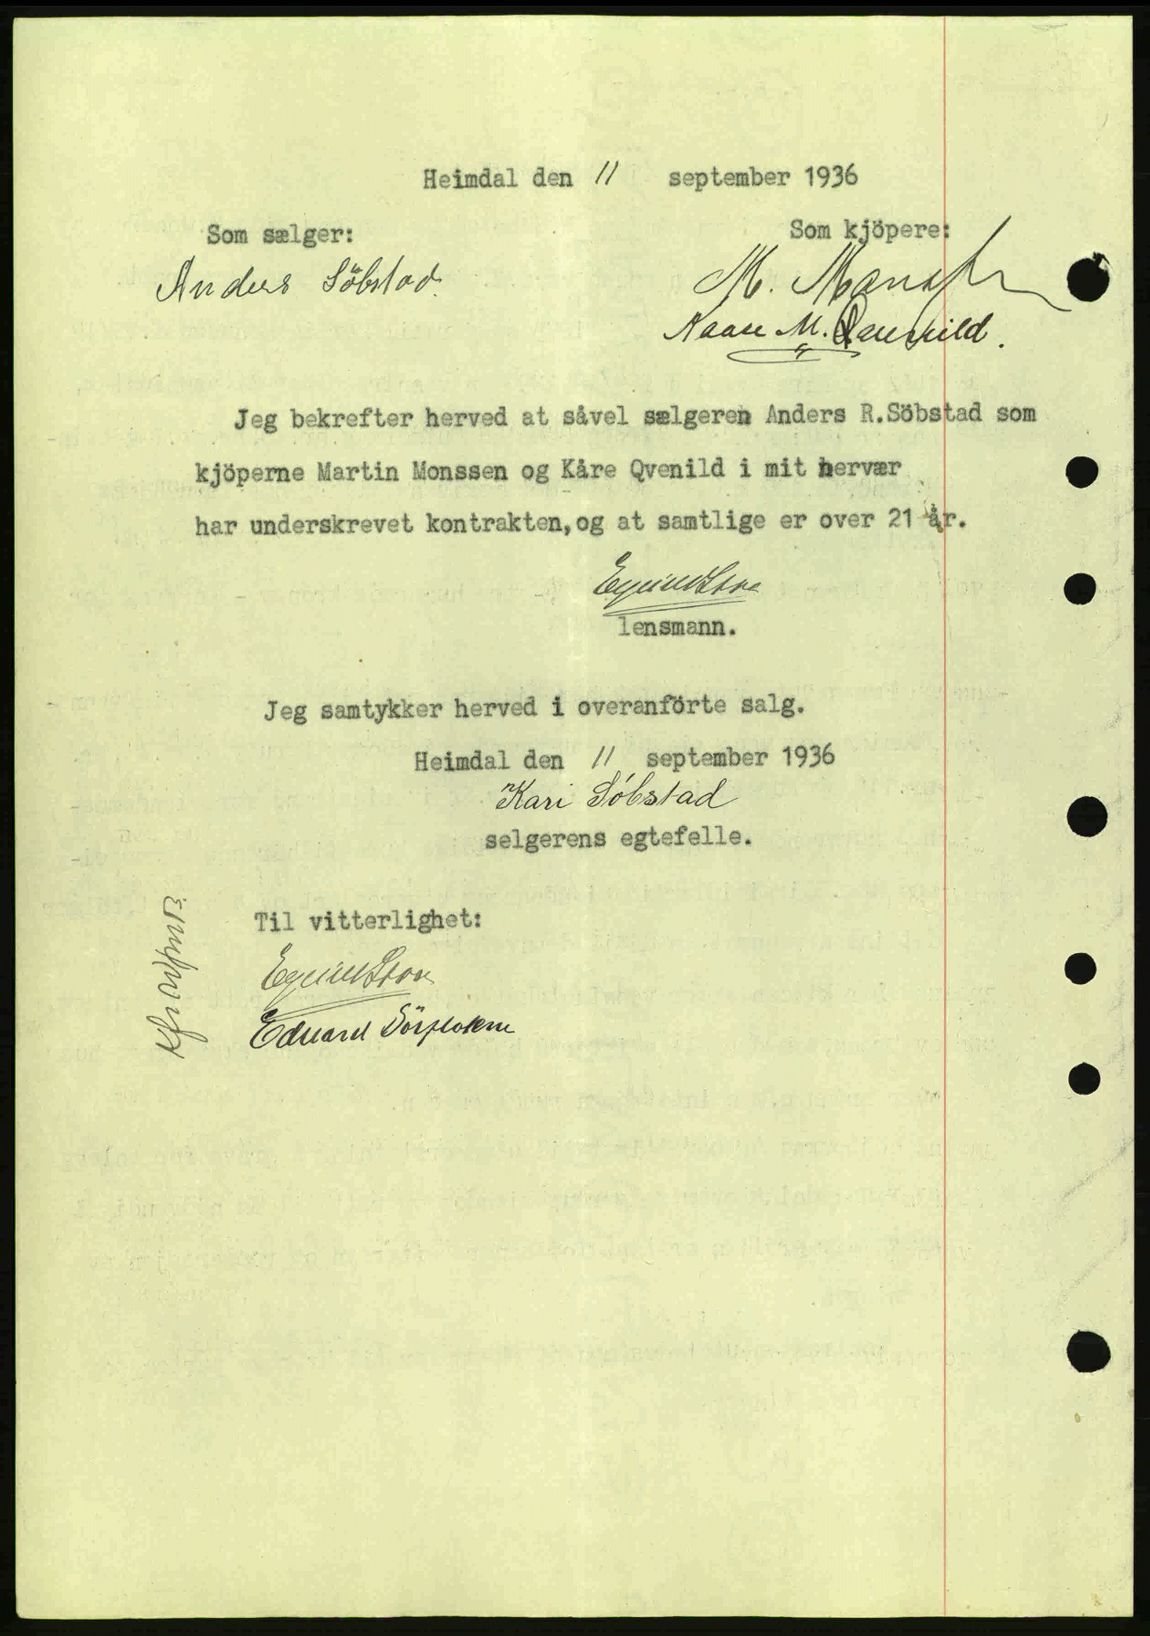 Heimdal den 11 september 1936
Som sælger:
Som kjöpere:
Anders Söbstad
M. Mons
Kaare M. Qvenild.
Jeg bekrefter herved at såvel sælgeren Anders R.Söbstad som
kjöperne Martin Monssen og Kåre Qvenild i mit hervær
har underskrevet kontrakten, og at samtlige er over 21 år.
lensmann.
Jeg samtykker herved i overanförte salg.
Heimdal den 11 september 1936
Kari Söbstad
selgerens egtefelle.
Til vitterlighet:
Edvard